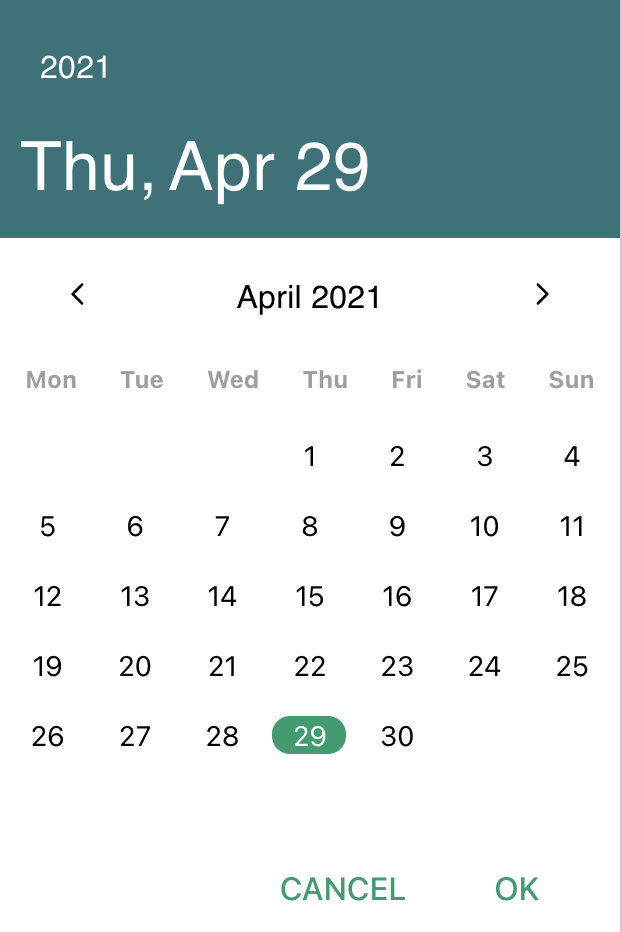 2021
Thu, Apr 29
April 2021
Mon Tue Wed Thu Fri Sat Sun
1 2 3 4
5 6 7 8 9 10 11
12 13 14 15 16 17 18
19 20 21 22 23 24 25
26 27 28 29 30
CANCEL OK